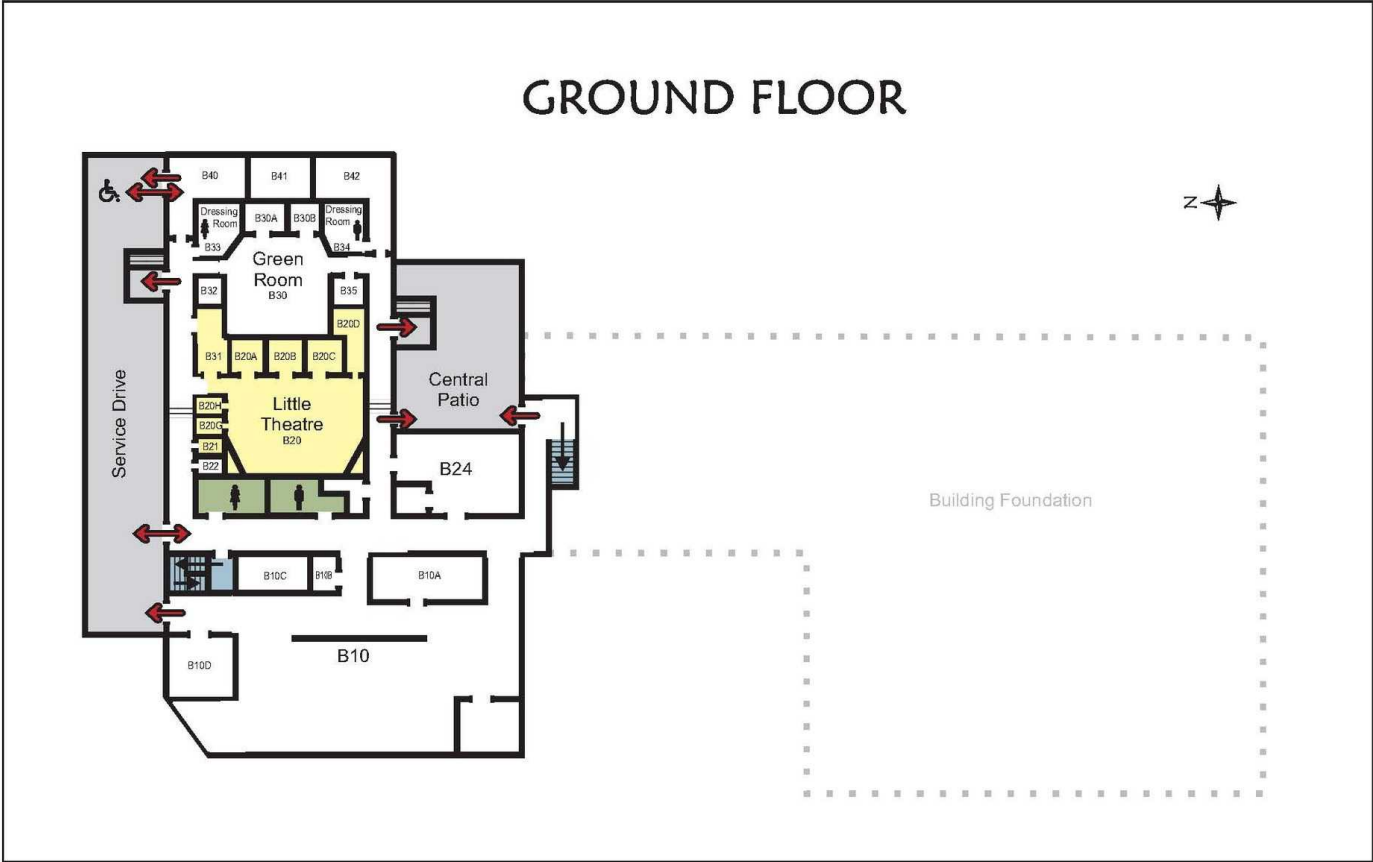 GROUND FLOOR
B40
B41
B42
Dressing
Room
B33
B30A
B30B
Dressing
Room
B34
N
Green
Room
B30
B32
B35
B20D
B31
B20A
B20B
B20C
Central
Patio
Service Drive
B20H
B20G
B21
B22
Little
Theatre
B20
B24
Building Foundation
B10C
B10B
B10A
B10
B10D